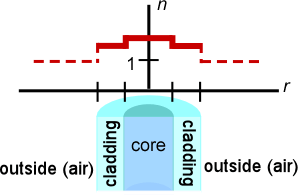 n
1
r
cladding
core
cladding
outside (air)
outside (air)